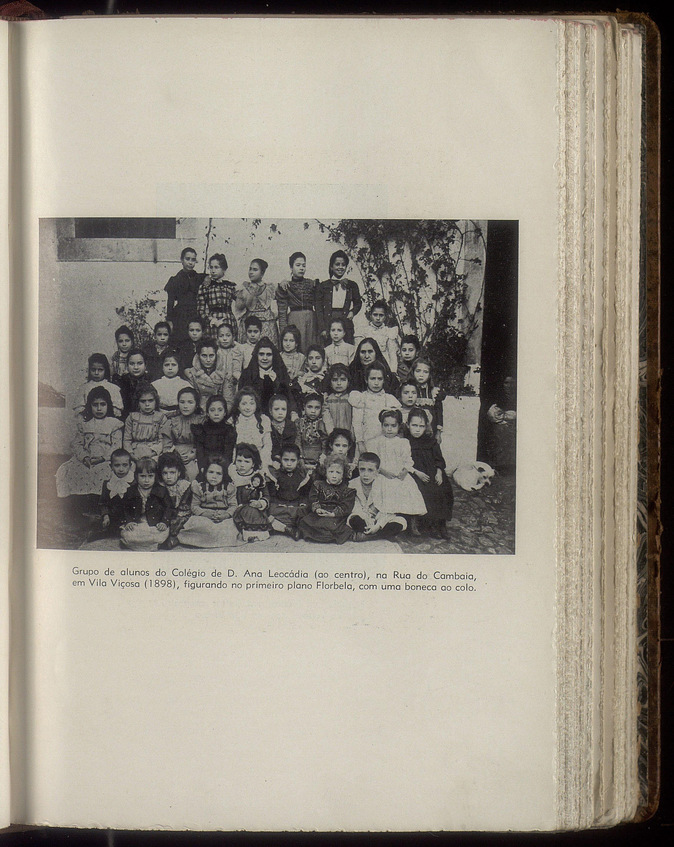 Grupo de alunos do Colégio de D. Ana Leocádia (ao centro), na Rua do Cambaia,
em Vila Viçosa (1898), figurando no primeiro plano Florbela, com uma boneca ao colo.